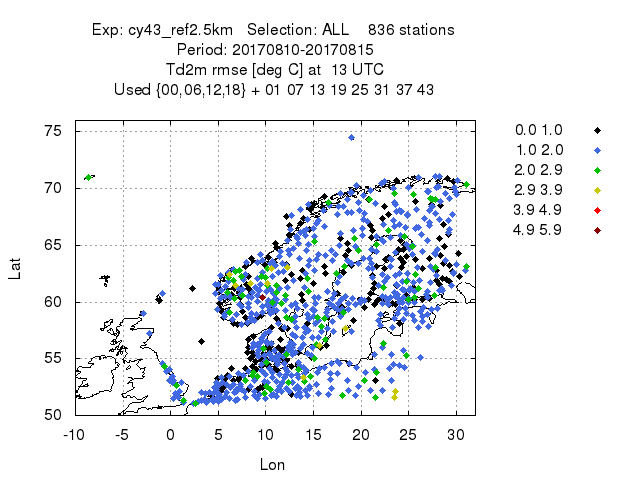 Exp: cy43_ref2.5km   Selection: ALL    836 stations
Period: 20170810-20170815
Td2m rmse [deg C] at  13 UTC
Used {00,06,12,18} + 01 07 13 19 25 31 37 43
0.0 1.0
1.0 2.0
2.0 2.9
2.9 3.9
3.9 4.9
4.9 5.9
75
70
65
60
55
50
Lat
-10 -5 0 5 10 15 20 25 30
Lon